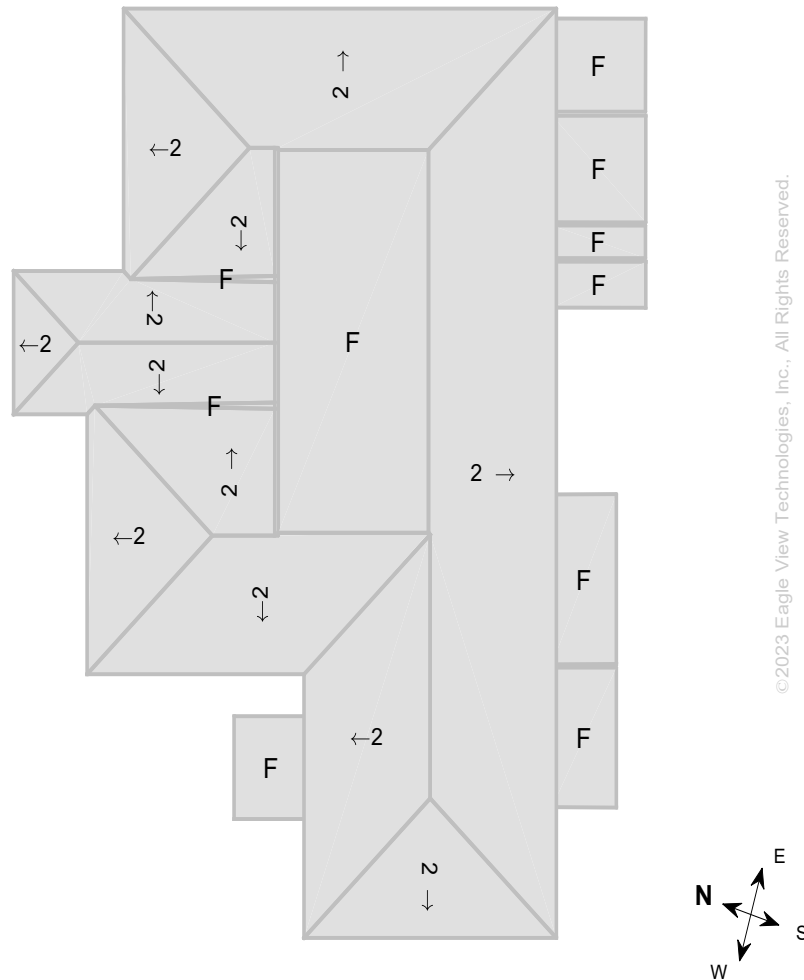 F
2 →
←2
F
2 →
F
F
F
F
2 →
←2
F
2 →
F
2 →
2 →
←2
F
2 →
←2
F
F
F
2 →
E
N
S
W
©2023 Eagle View Technologies, Inc., All Rights Reserved.